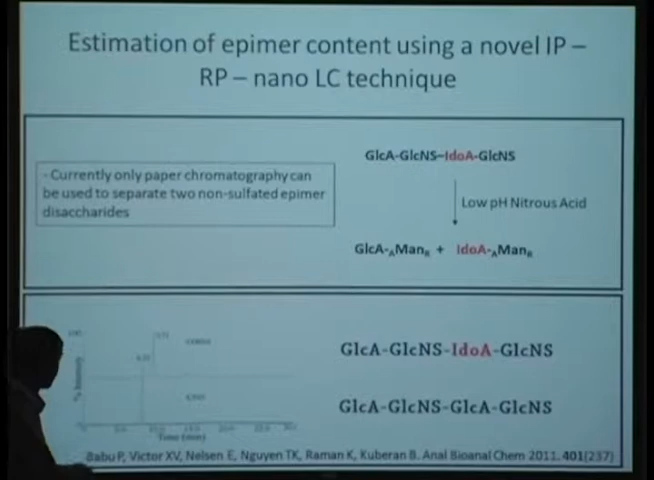 Estimation of epimer content using a novel IP –
RP – nano LC technique
- Currently only paper chromatography can
be used to separate two non-sulfated epimer
disaccharides
GlcA-GlcNS–IdoA-GlcNS
Low pH Nitrous Acid
GlcA-AManR + IdoA-AManR
GlcA-GlcNS-IdoA-GlcNS
GlcA-GlcNS-GlcA-GlcNS
% Intensity
Time (min)
Babu P, Victor XV, Nelsen E, Nguyen TK, Raman K, Kuberan B. Anal Bioanal Chem 2011. 401(237)